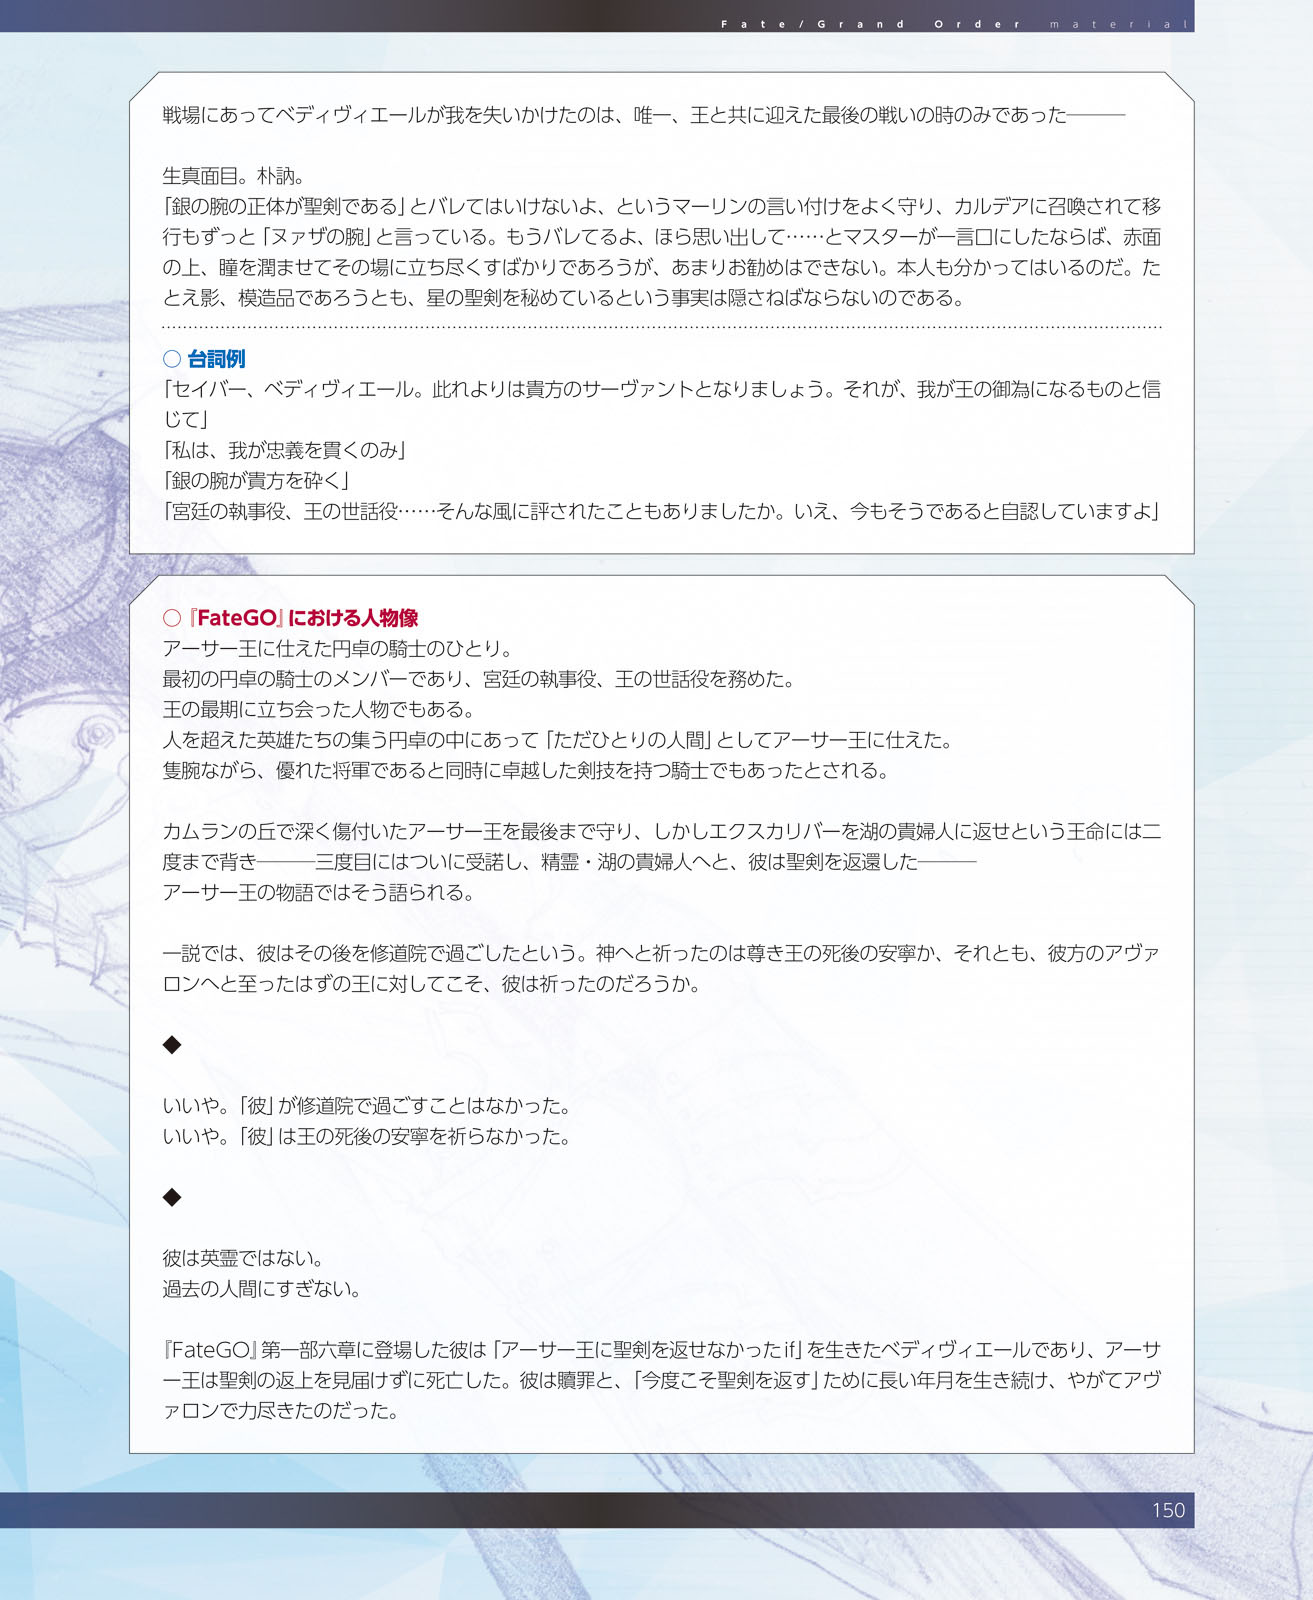 Fate/Grand Order material
戦場にあってベディヴィエールが我を失いかけたのは、唯一、王と共に迎えた最後の戦いの時のみであった―――
生真面目。朴訥。
「銀の腕の正体が聖剣である」とバレてはいけないよ、というマーリンの言い付けをよく守り、カルデアに召喚されて移
行もずっと「ヌァザの腕」と言っている。もうバレてるよ、ほら思い出して……とマスターが一言口にしたならば、赤面
の上、瞳を潤ませてその場に立ち尽くすばかりであろうが、あまりお勧めはできない。本人も分かってはいるのだ。た
とえ影、模造品であろうとも、星の聖剣を秘めているという事実は隠さねばならないのである。
○ 台詞例
「セイバー、ベディヴィエール。此れよりは貴方のサーヴァントとなりましょう。それが、我が王の御為になるものと信
じて」
「私は、我が忠義を貫くのみ」
「銀の腕が貴方を砕く」
「宮廷の執事役、王の世話役……そんな風に評されたこともありましたか。いえ、今もそうであると自認していますよ」
○『FateGO』における人物像
アーサー王に仕えた円卓の騎士のひとり。
最初の円卓の騎士のメンバーであり、宮廷の執事役、王の世話役を務めた。
王の最期に立ち会った人物でもある。
人を超えた英雄たちの集う円卓の中にあって「ただひとりの人間」としてアーサー王に仕えた。
隻腕ながら、優れた将軍であると同時に卓越した剣技を持つ騎士でもあったとされる。
カムランの丘で深く傷付いたアーサー王を最後まで守り、しかしエクスカリバーを湖の貴婦人に返せという王命には二
度まで背き―――三度目にはついに受諾し、精霊・湖の貴婦人へと、彼は聖剣を返還した―――
アーサー王の物語ではそう語られる。
一説では、彼はその後を修道院で過ごしたという。神へと祈ったのは尊き王の死後の安寧か、それとも、彼方のアヴァ
ロンへと至ったはずの王に対してこそ、彼は祈ったのだろうか。
◆
いいや。「彼」が修道院で過ごすことはなかった。
いいや。「彼」は王の死後の安寧を祈らなかった。
◆
彼は英霊ではない。
過去の人間にすぎない。
『FateGO』第一部六章に登場した彼は「アーサー王に聖剣を返せなかったif」を生きたベディヴィエールであり、アーサ
ー王は聖剣の返上を見届けずに死亡した。彼は贖罪と、「今度こそ聖剣を返す」ために長い年月を生き続け、やがてアヴ
ァロンで力尽きたのだった。
150